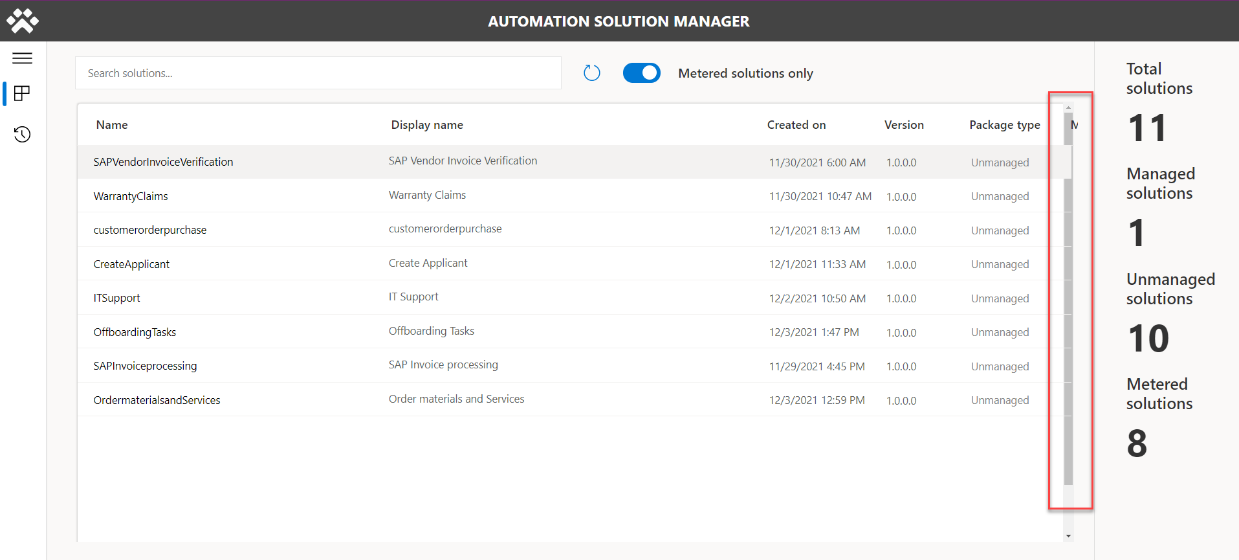 AUTOMATION SOLUTION MANAGER
Search solutions...
Metered solutions only
Name Display name Created on Version Package type M
SAPVendorInvoiceVerification SAP Vendor Invoice Verification 11/30/2021 6:00 AM 1.0.0.0 Unmanaged
WarrantyClaims Warranty Claims 11/30/2021 10:47 AM 1.0.0.0 Unmanaged
customerorderpurchase customerorderpurchase 12/1/2021 8:13 AM 1.0.0.0 Unmanaged
CreateApplicant Create Applicant 12/1/2021 11:33 AM 1.0.0.0 Unmanaged
ITSupport IT Support 12/2/2021 10:50 AM 1.0.0.0 Unmanaged
OffboardingTasks Offboarding Tasks 12/3/2021 1:47 PM 1.0.0.0 Unmanaged
SAPInvoiceprocessing SAP Invoice processing 11/29/2021 4:45 PM 1.0.0.0 Unmanaged
OrdermaterialsandServices Order materials and Services 12/3/2021 12:59 PM 1.0.0.0 Unmanaged
Total
solutions
11
Managed
solutions
1
Unmanaged
solutions
10
Metered
solutions
8